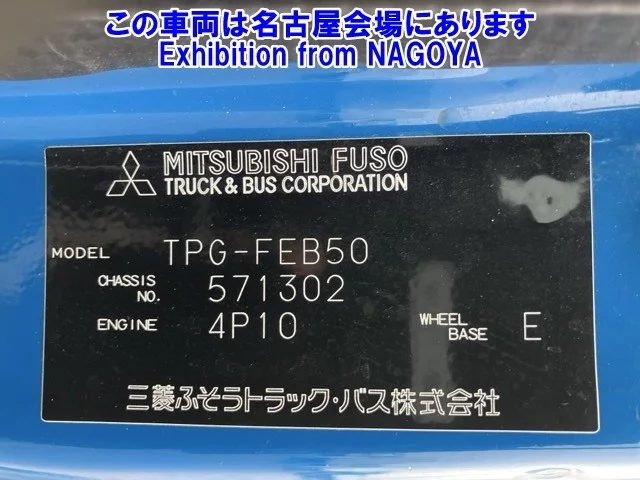 この車両は名古屋会場にあります
Exhibition from NAGOYA
MITSUBISHI FUSO
TRUCK & BUS CORPORATION
MODEL TPG-FEB50
CHASSIS NO. 571302
ENGINE 4P10 WHEEL BASE E
三菱ふそうトラック・バス株式会社